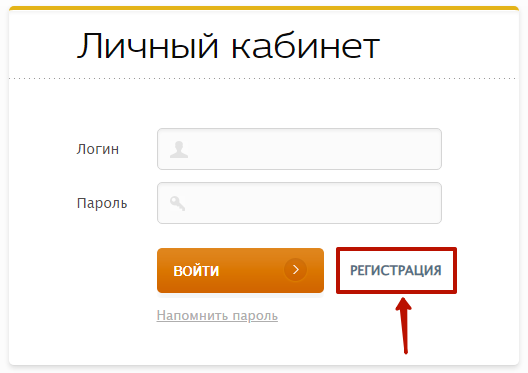 Личный кабинет
Логин
Пароль
ВОЙТИ
РЕГИСТРАЦИЯ
Напомнить пароль